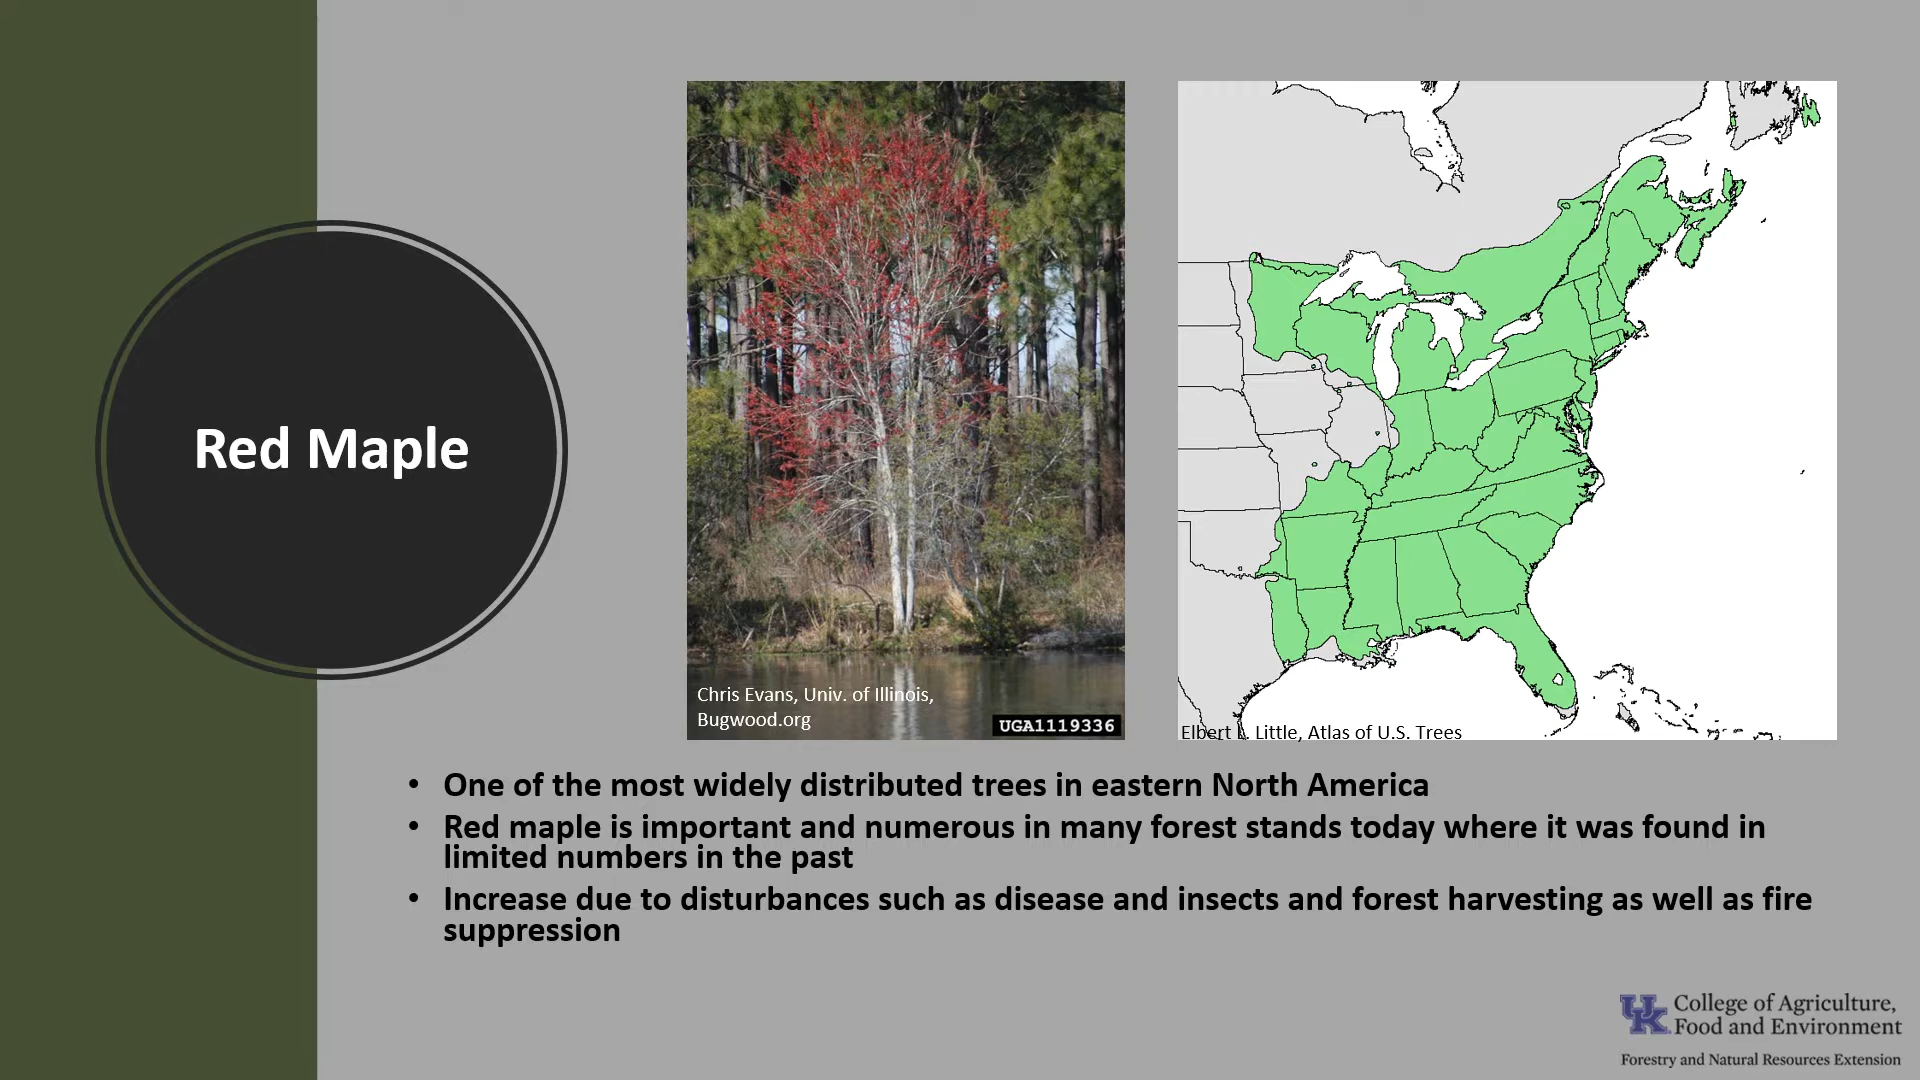 Red Maple
Chris Evans, Univ. of Illinois,
Bugwood.org
UGA1119336
Elbert L. Little, Atlas of U.S. Trees
• One of the most widely distributed trees in eastern North America
• Red maple is important and numerous in many forest stands today where it was found in
limited numbers in the past
• Increase due to disturbances such as disease and insects and forest harvesting as well as fire
suppression
UK College of Agriculture,
Food and Environment
Forestry and Natural Resources Extension